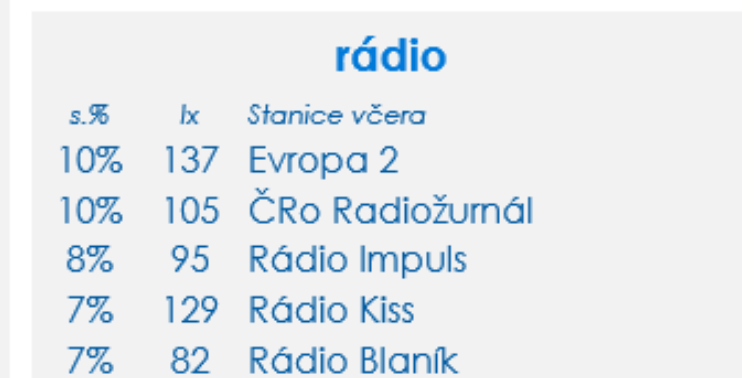 rádio
s.% Ix Stanice včera
10% 137 Evropa 2
10% 105 ČRo Radiožurnál
8% 95 Rádio Impuls
7% 129 Rádio Kiss
7% 82 Rádio Blaník